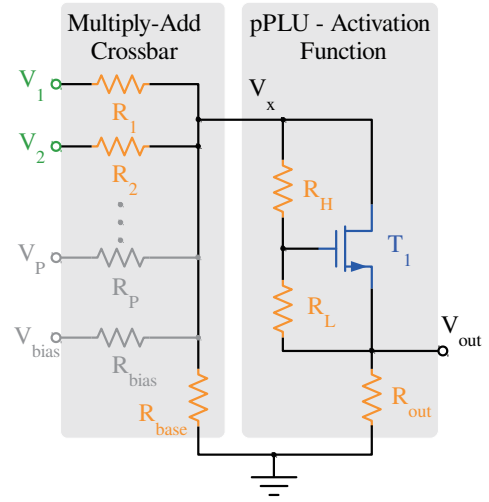 Multiply-Add
Crossbar
pPLU - Activation
Function
V1
R1
V2
R2
VP
RP
Vbias
Rbias
Rbase
Vx
RH
RL
T1
Vout
Rout